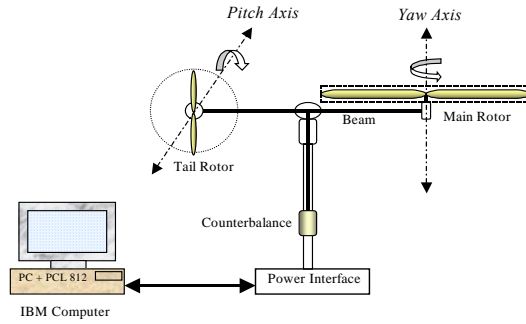 Pitch Axis
Yaw Axis
Beam
Main Rotor
Tail Rotor
Counterbalance
PC + PCL 812
Power Interface
IBM Computer